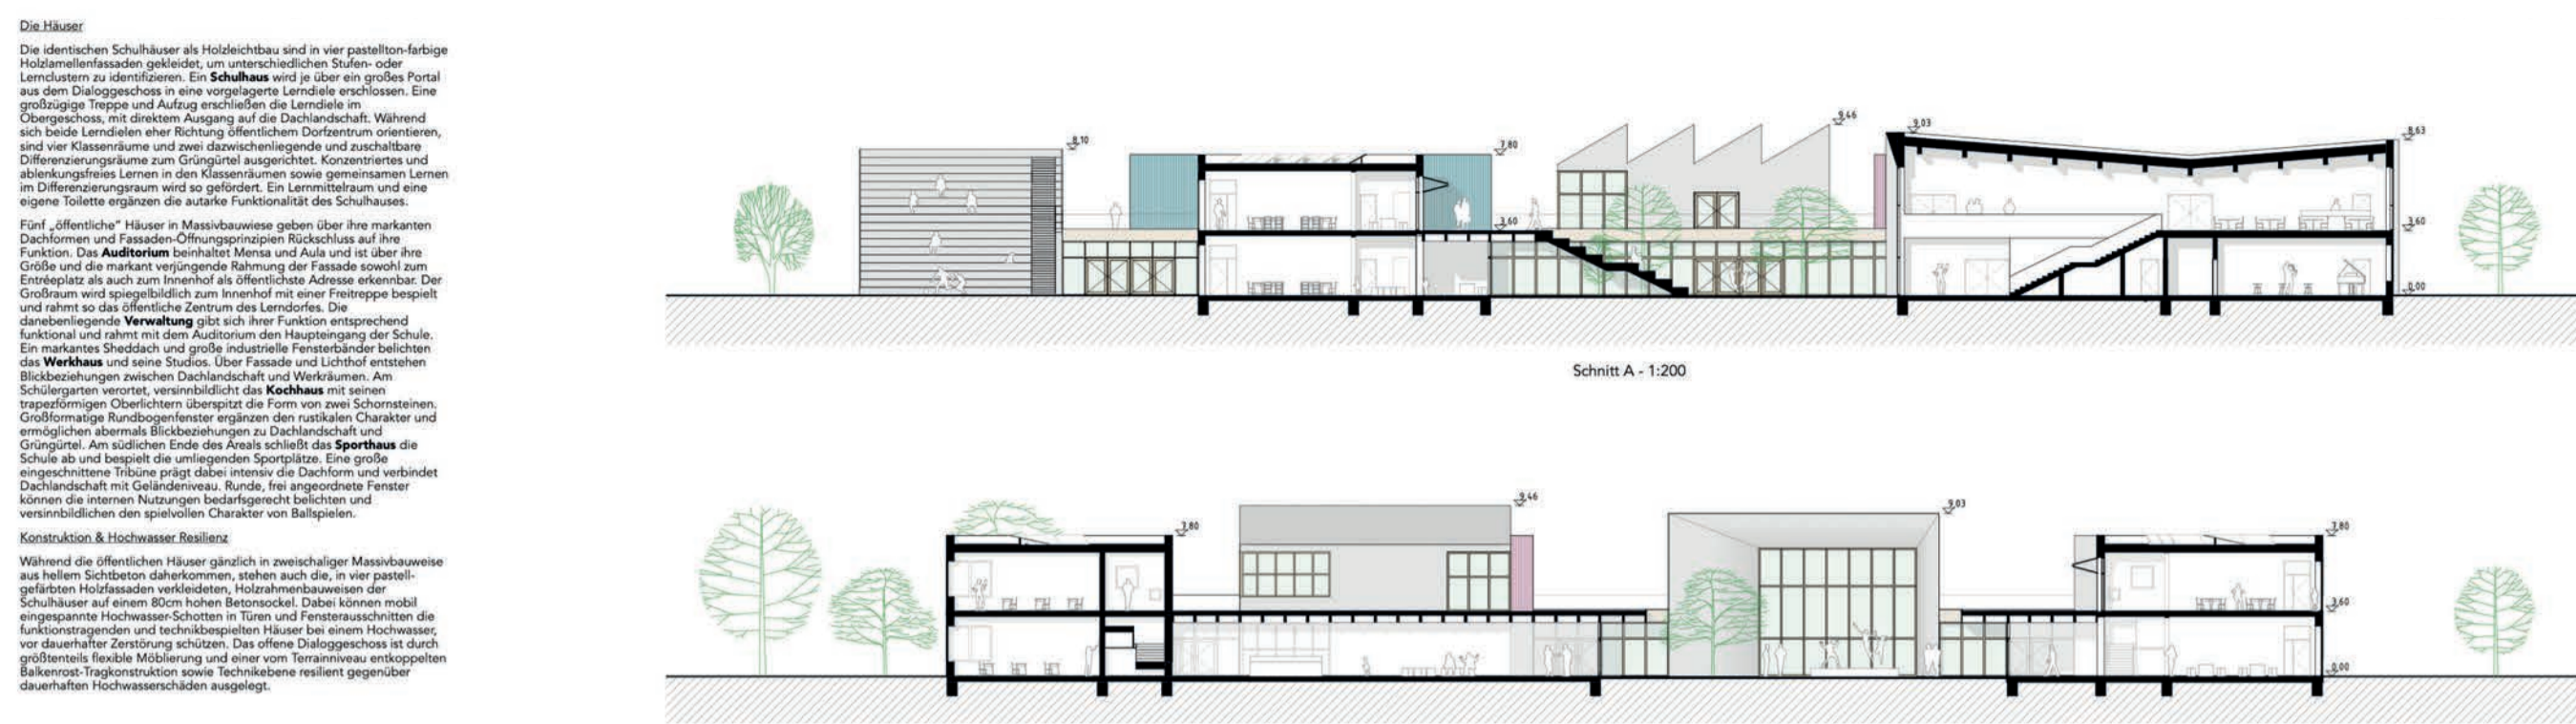 Die Häuser
Die identischen Schulhäuser als Holzleichtbau sind in vier pastellton-farbige
Holzlamellenfassaden gekleidet, um unterschiedlichen Stufen- oder
Lernclustern zu identifizieren. Ein Schulhaus wird je über ein großes Portal
aus dem Dialoggeschoss in eine vorgelagerte Lerndiele erschlossen. Eine
großzügige Treppe und Aufzug erschließen die Lerndiele im
Obergeschoss, mit direktem Ausgang auf die Dachlandschaft. Während
sich beide Lerndielen eher Richtung öffentlichem Dorfzentrum orientieren,
sind vier Klassenräume und zwei dazwischenliegende und zuschaltbare
Differenzierungsräume zum Grüngürtel ausgerichtet. Konzentriertes und
ablenkungsfreies Lernen in den Klassenräumen sowie gemeinsamen Lernen
im Differenzierungsraum wird so gefördert. Ein Lernmittelraum und eine
eigene Toilette ergänzen die autarke Funktionalität des Schulhauses.
Fünf „öffentliche“ Häuser in Massivbauwiese geben über ihre markanten
Dachformen und Fassaden-Öffnungsprinzipien Rückschluss auf ihre
Funktion. Das Auditorium beinhaltet Mensa und Aula und ist über ihre
Größe und die markant verjüngende Rahmung der Fassade sowohl zum
Entréeplatz als auch zum Innenhof als öffentlichste Adresse erkennbar. Der
Großraum wird spiegelbildlich zum Innenhof mit einer Freitreppe bespielt
und rahmt so das öffentliche Zentrum des Lerndorfes. Die
danebenliegende Verwaltung gibt sich ihrer Funktion entsprechend
funktional und rahmt mit dem Auditorium den Haupteingang der Schule.
Ein markantes Sheddach und große industrielle Fensterbänder belichten
das Werkhaus und seine Studios. Über Fassade und Lichthof entstehen
Blickbeziehungen zwischen Dachlandschaft und Werkräumen. Am
Schülergarten verortet, versinnbildlicht das Kochhaus mit seinen
trapezförmigen Oberlichtern überspitzt die Form von zwei Schornsteinen.
Großformatige Rundbogenfenster ergänzen den rustikalen Charakter und
ermöglichen abermals Blickbeziehungen zu Dachlandschaft und
Grüngürtel. Am südlichen Ende des Areals schließt das Sporthaus die
Schule ab und bespielt die umliegenden Sportplätze. Eine große
eingeschnittene Tribüne prägt dabei intensiv die Dachform und verbindet
Dachlandschaft mit Geländeniveau. Runde, frei angeordnete Fenster
können die internen Nutzungen bedarfsgerecht belichten und
versinnbildlichen den spielvollen Charakter von Ballspielen.
Konstruktion & Hochwasser Resilienz
Während die öffentlichen Häuser gänzlich in zweischaliger Massivbauweise
aus hellem Sichtbeton daherkommen, stehen auch die, in vier pastell-
gefärbten Holzfassaden verkleideten, Holzrahmenbauweisen der
Schulhäuser auf einem 80cm hohen Betonsockel. Dabei können mobil
eingespannte Hochwasser-Schotten in Türen und Fensterausschnitten die
funktionstragenden und technikbespielten Häuser bei einem Hochwasser,
vor dauerhafter Zerstörung schützen. Das offene Dialoggeschoss ist durch
größtenteils flexible Möblierung und einer vom Terrainniveau entkoppelten
Balkenrost-Tragkonstruktion sowie Technikebene resilient gegenüber
dauerhaften Hochwasserschäden ausgelegt.
8,10
7,80
3,60
9,46
9,03
8,63
3,60
0,00
Schnitt A - 1:200
7,80
9,46
9,03
7,80
3,60
0,00